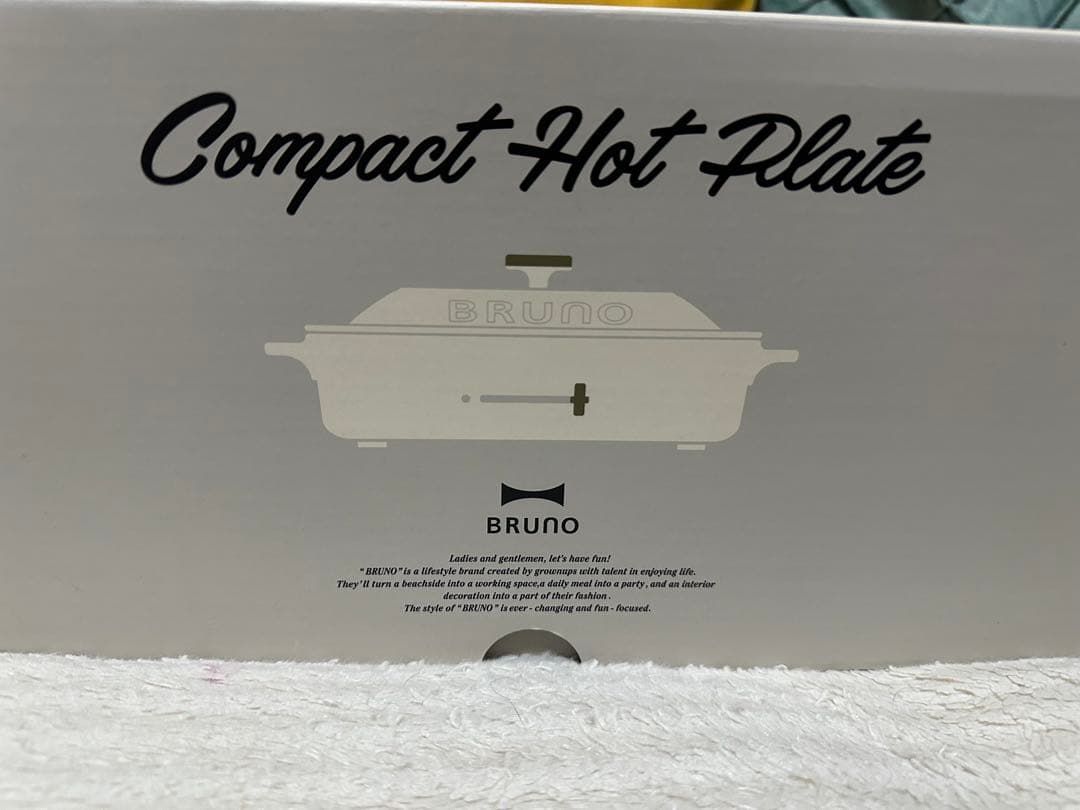 Compact Hot Plate
BRUNO
BRUNO
Ladies and gentlemen, let's have fun!
"BRUNO" is a lifestyle brand created by grownups with talent in enjoying life.
They'll turn a beachside into a working space,a daily meal into a party, and an interior
decoration into a part of their fashion.
The style of "BRUNO" is ever - changing and fun - focused.